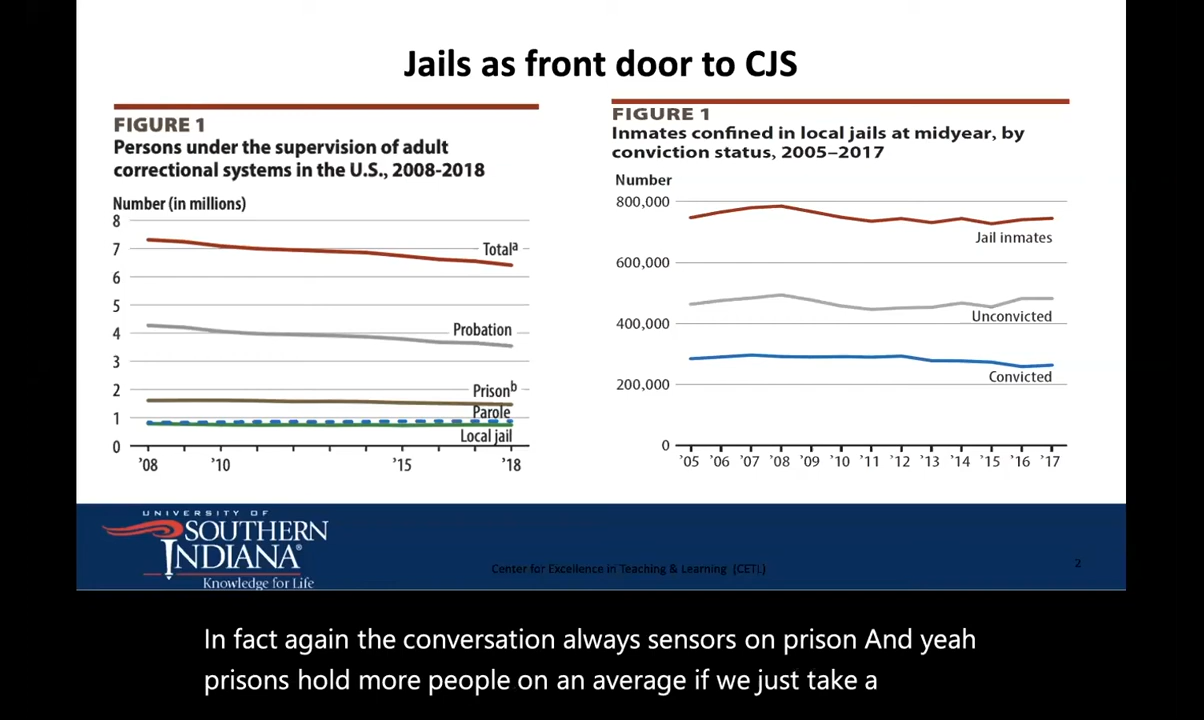 Jails as front door to CJS
FIGURE 1
Persons under the supervision of adult
correctional systems in the U.S., 2008-2018
Number (in millions)
8
7
6
5
4
3
2
1
0
Totalᵃ
Probation
Prisonᵇ
Parole
Local jail
'08
'10
'15
'18
FIGURE 1
Inmates confined in local jails at midyear, by
conviction status, 2005–2017
Number
800,000
600,000
400,000
200,000
0
Jail inmates
Unconvicted
Convicted
'05 '06 '07 '08 '09 '10 '11 '12 '13 '14 '15 '16 '17
UNIVERSITY OF
SOUTHERN
INDIANA®
Knowledge for Life
Center for Excellence in Teaching & Learning (CETL)
2
In fact again the conversation always sensors on prison And yeah
prisons hold more people on an average if we just take a